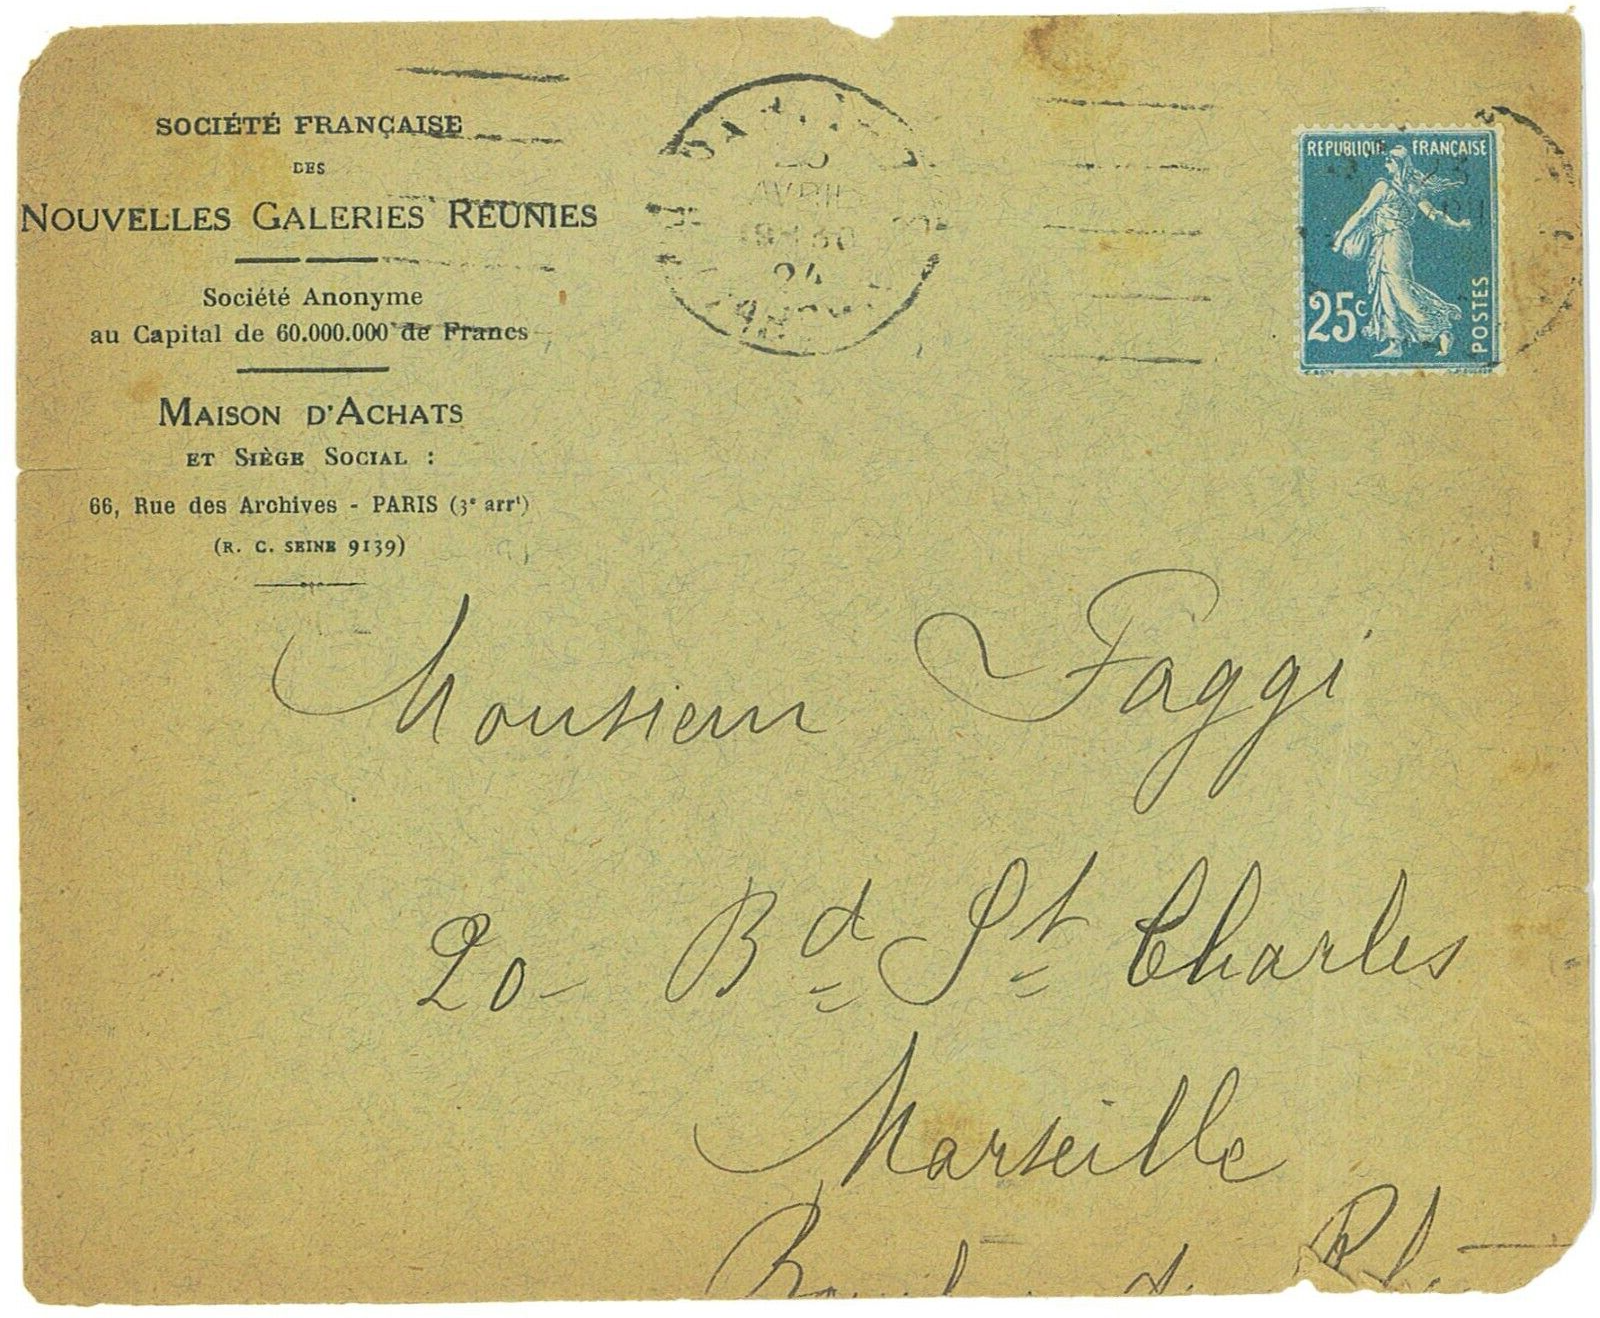 SOCIÉTÉ FRANÇAISE
DES
NOUVELLES GALERIES RÉUNIES
Société Anonyme
au Capital de 60.000.000 de Francs
MAISON D'ACHATS
ET SIÈGE SOCIAL :
66, Rue des Archives - PARIS (3e arrt)
(R. C. SEINE 9139)
AVRIL
24
REPUBLIQUE FRANÇAISE
25c
POSTES
Monsieur Faggi
20- Bd St Charles
Marseille